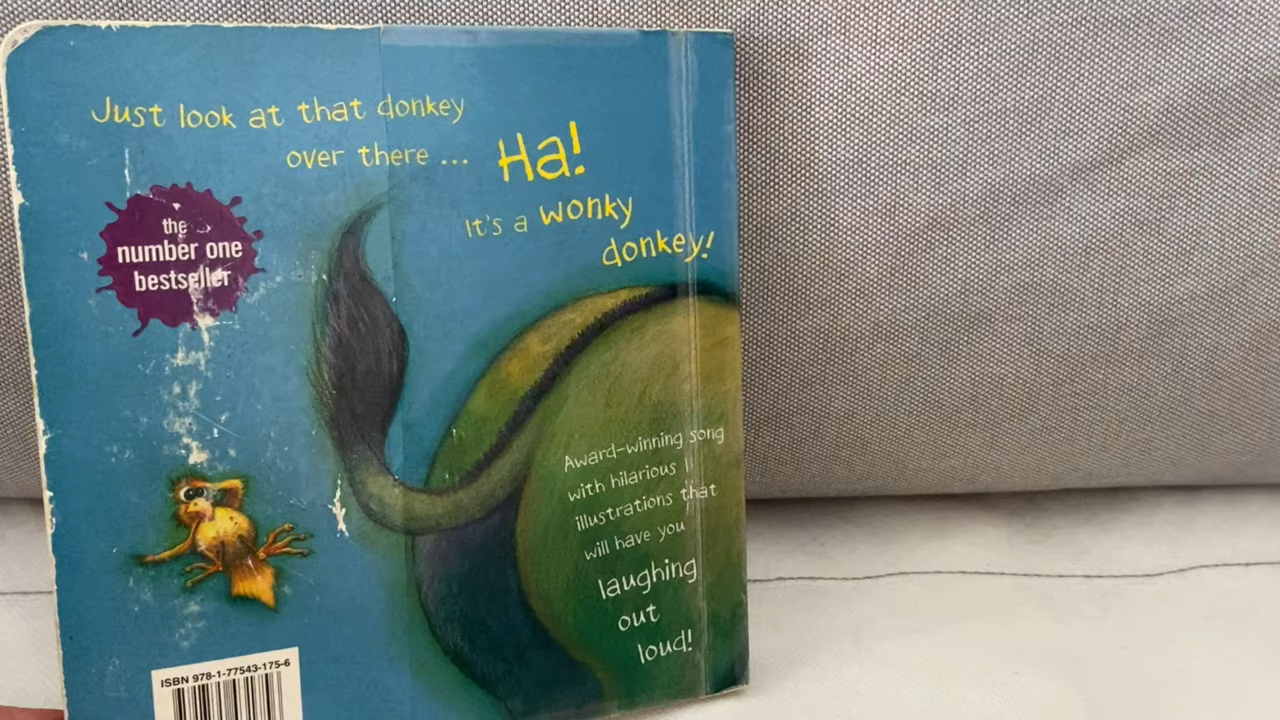 Just look at that donkey
over there ... Ha!
It's a wonky
donkey!
the
number one
bestseller
Award-winning song
with hilarious
illustrations that
will have you
laughing
out
loud!
ISBN 978-1-77543-175-6